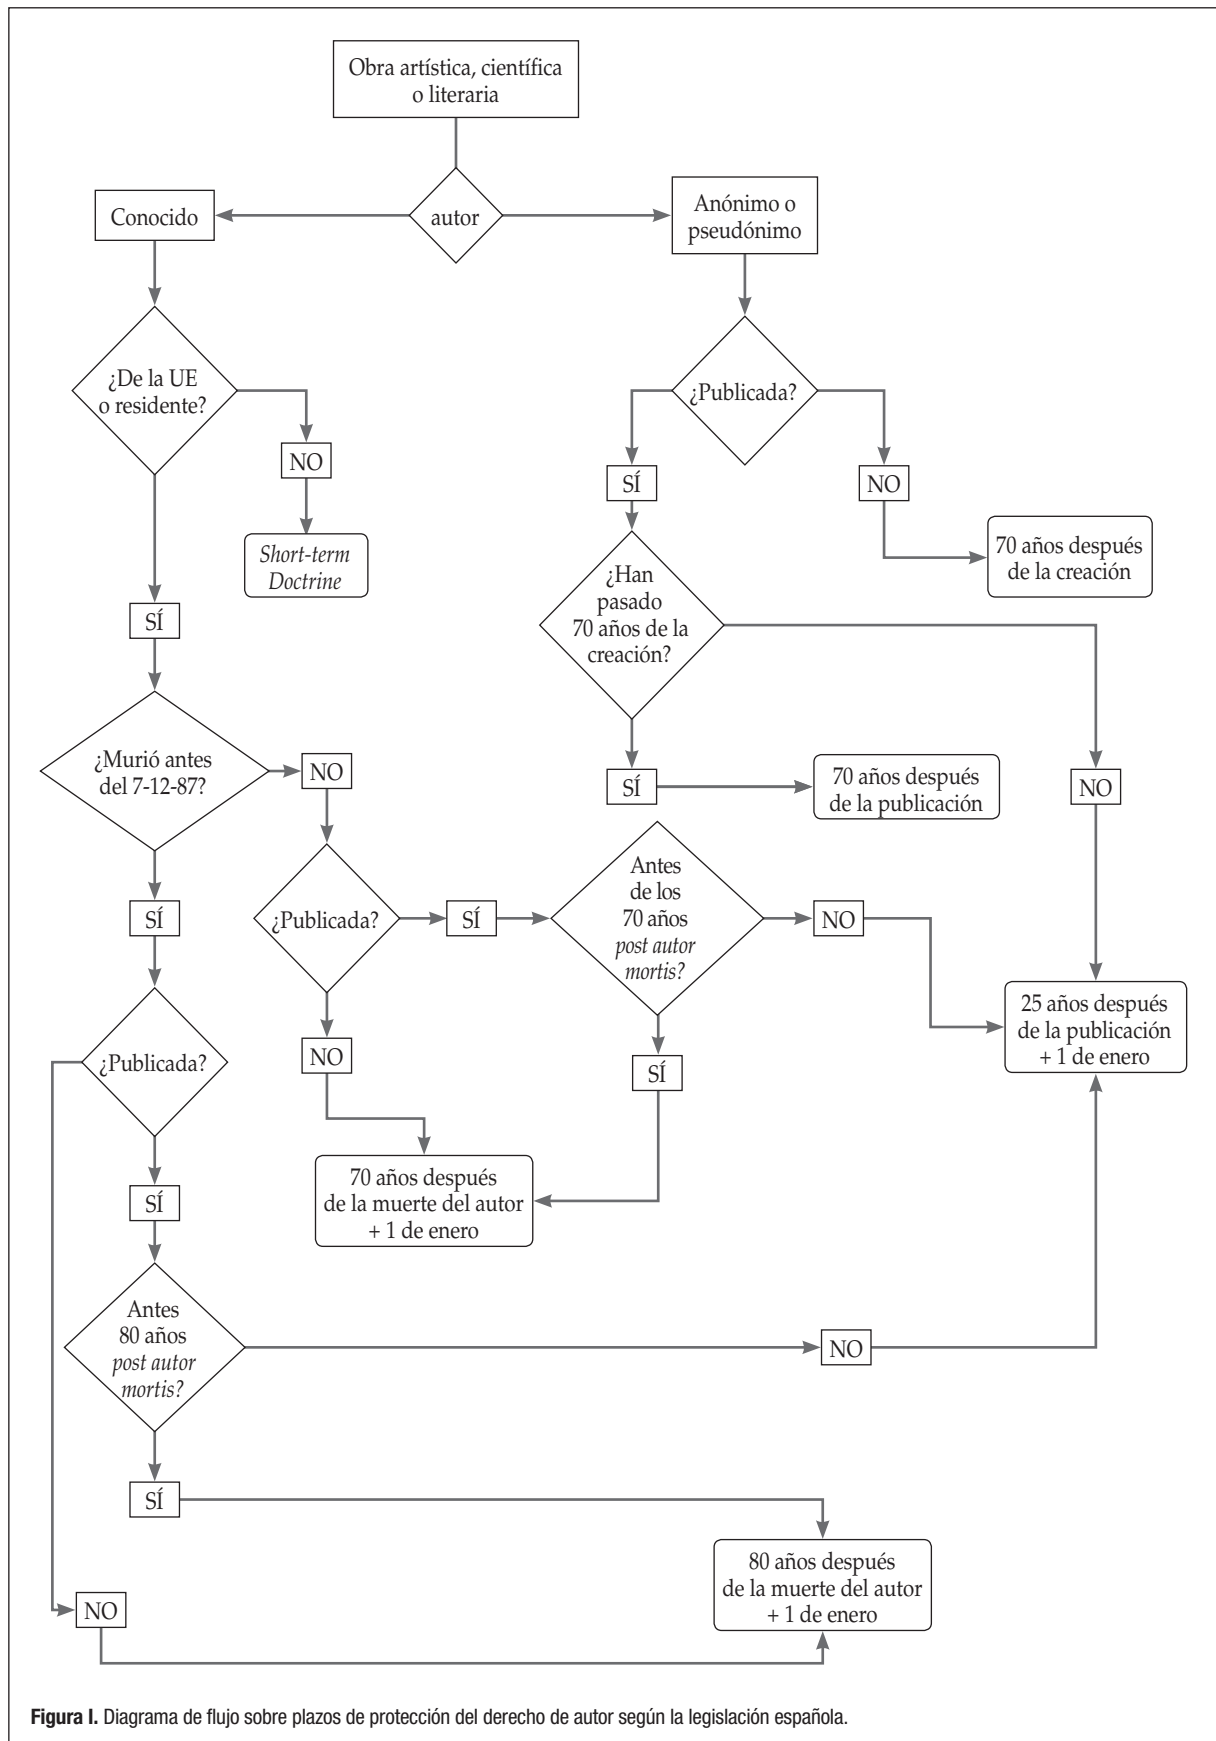 Obra artística, científica
o literaria
Conocido
autor
Anónimo o
pseudónimo
¿De la UE
o residente?
NO
Short-term
Doctrine
SÍ
¿Publicada?
SÍ
NO
70 años después
de la creación
¿Han
pasado
70 años de la
creación?
SÍ
70 años después
de la publicación
NO
¿Murió antes
del 7-12-87?
NO
¿Publicada?
SÍ
Antes
de los
70 años
post autor
mortis?
NO
25 años después
de la publicación
+ 1 de enero
NO
SÍ
70 años después
de la muerte del autor
+ 1 de enero
SÍ
¿Publicada?
SÍ
Antes
80 años
post autor
mortis?
NO
SÍ
NO
80 años después
de la muerte del autor
+ 1 de enero
Figura I. Diagrama de flujo sobre plazos de protección del derecho de autor según la legislación española.